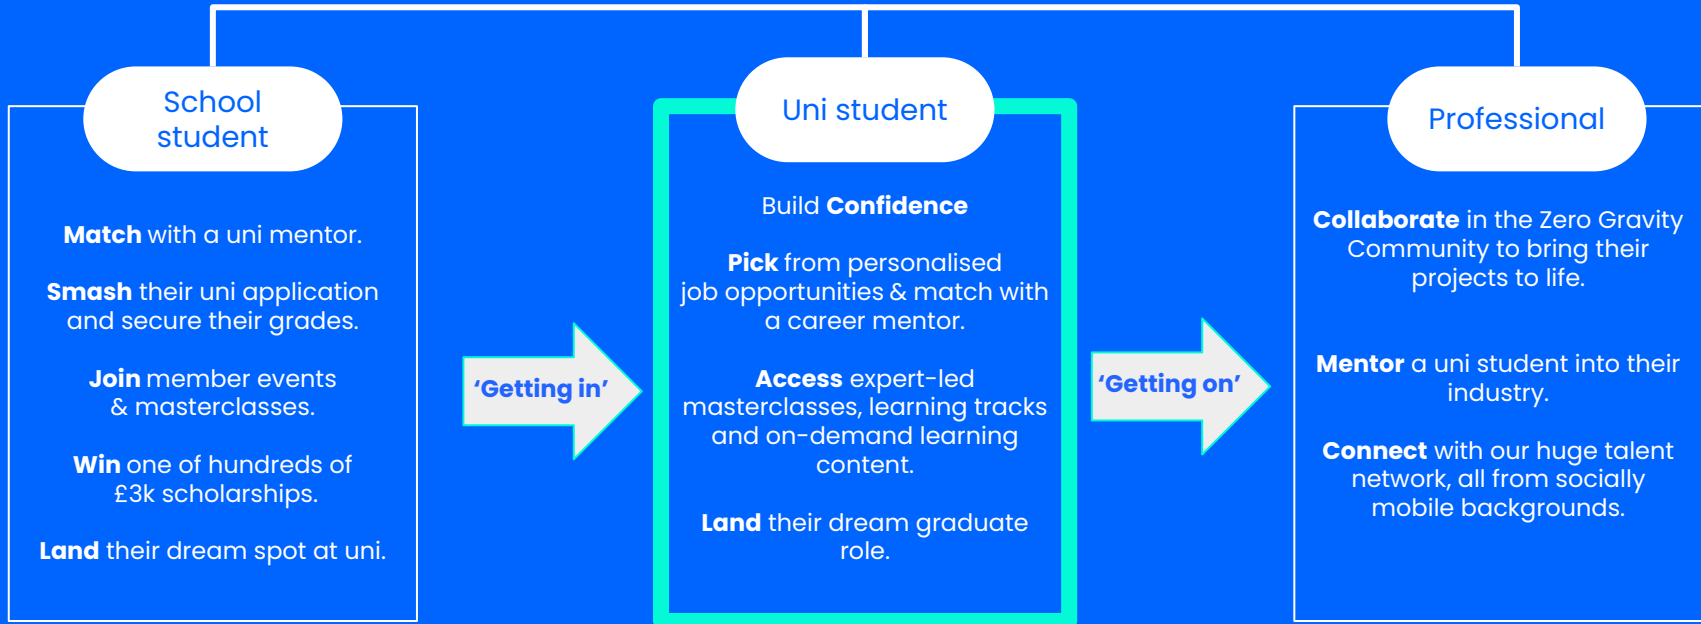 School
student
Match with a uni mentor.
Smash their uni application
and secure their grades.
Join member events
& masterclasses.
Win one of hundreds of
£3k scholarships.
Land their dream spot at uni.
‘Getting in’
Uni student
Build Confidence
Pick from personalised
job opportunities & match with
a career mentor.
Access expert-led
masterclasses, learning tracks
and on-demand learning
content.
Land their dream graduate
role.
‘Getting on’
Professional
Collaborate in the Zero Gravity
Community to bring their
projects to life.
Mentor a uni student into their
industry.
Connect with our huge talent
network, all from socially
mobile backgrounds.